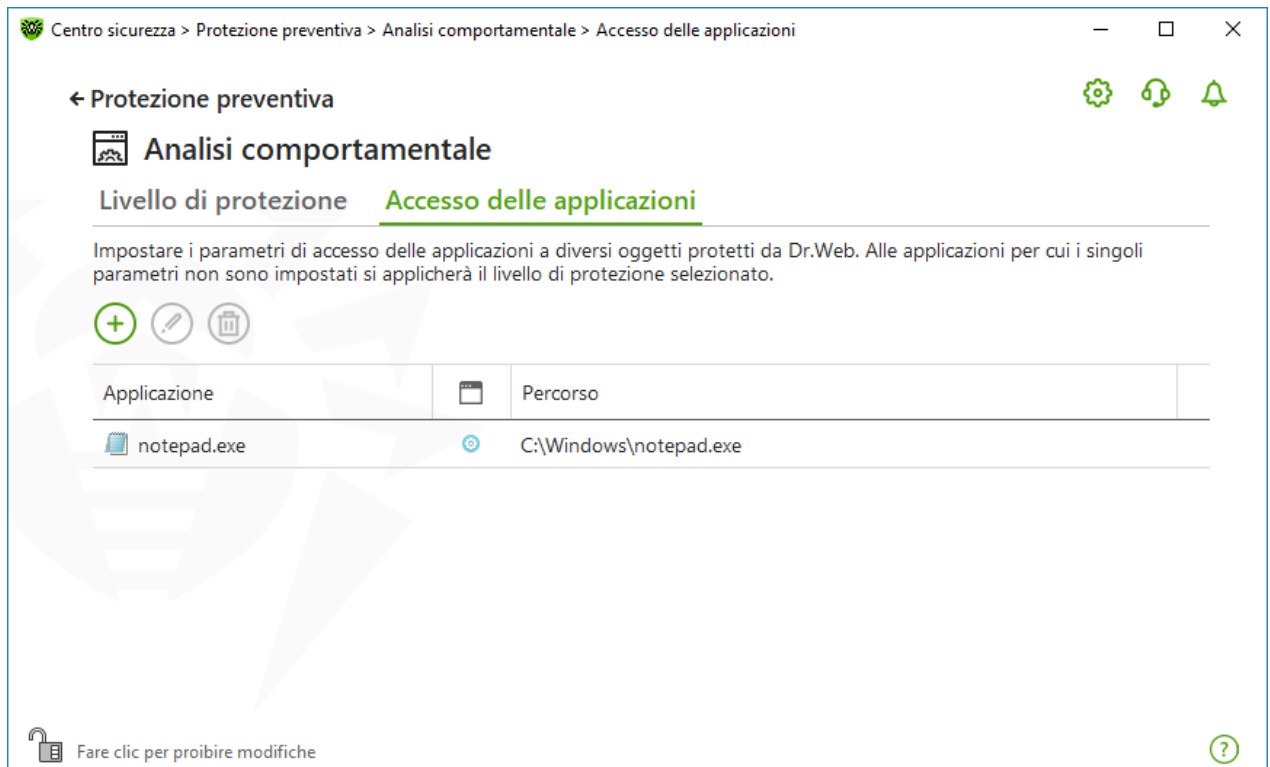 Centro sicurezza > Protezione preventiva > Analisi comportamentale > Accesso delle applicazioni
Protezione preventiva
Analisi comportamentale
Livello di protezione Accesso delle applicazioni
Impostare i parametri di accesso delle applicazioni a diversi oggetti protetti da Dr.Web. Alle applicazioni per cui i singoli
parametri non sono impostati si applicherà il livello di protezione selezionato.
Applicazione Percorso
notepad.exe C:\Windows\notepad.exe
Fare clic per proibire modifiche
?